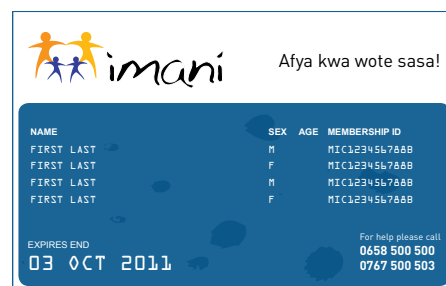 imani
Afya kwa wote sasa!
NAME SEX AGE MEMBERSHIP ID
FIRST LAST M MIC123456788B
FIRST LAST F MIC123456788B
FIRST LAST M MIC123456788B
FIRST LAST F MIC123456788B
EXPIRES END
03 OCT 2011
For help please call
0658 500 500
0767 500 503